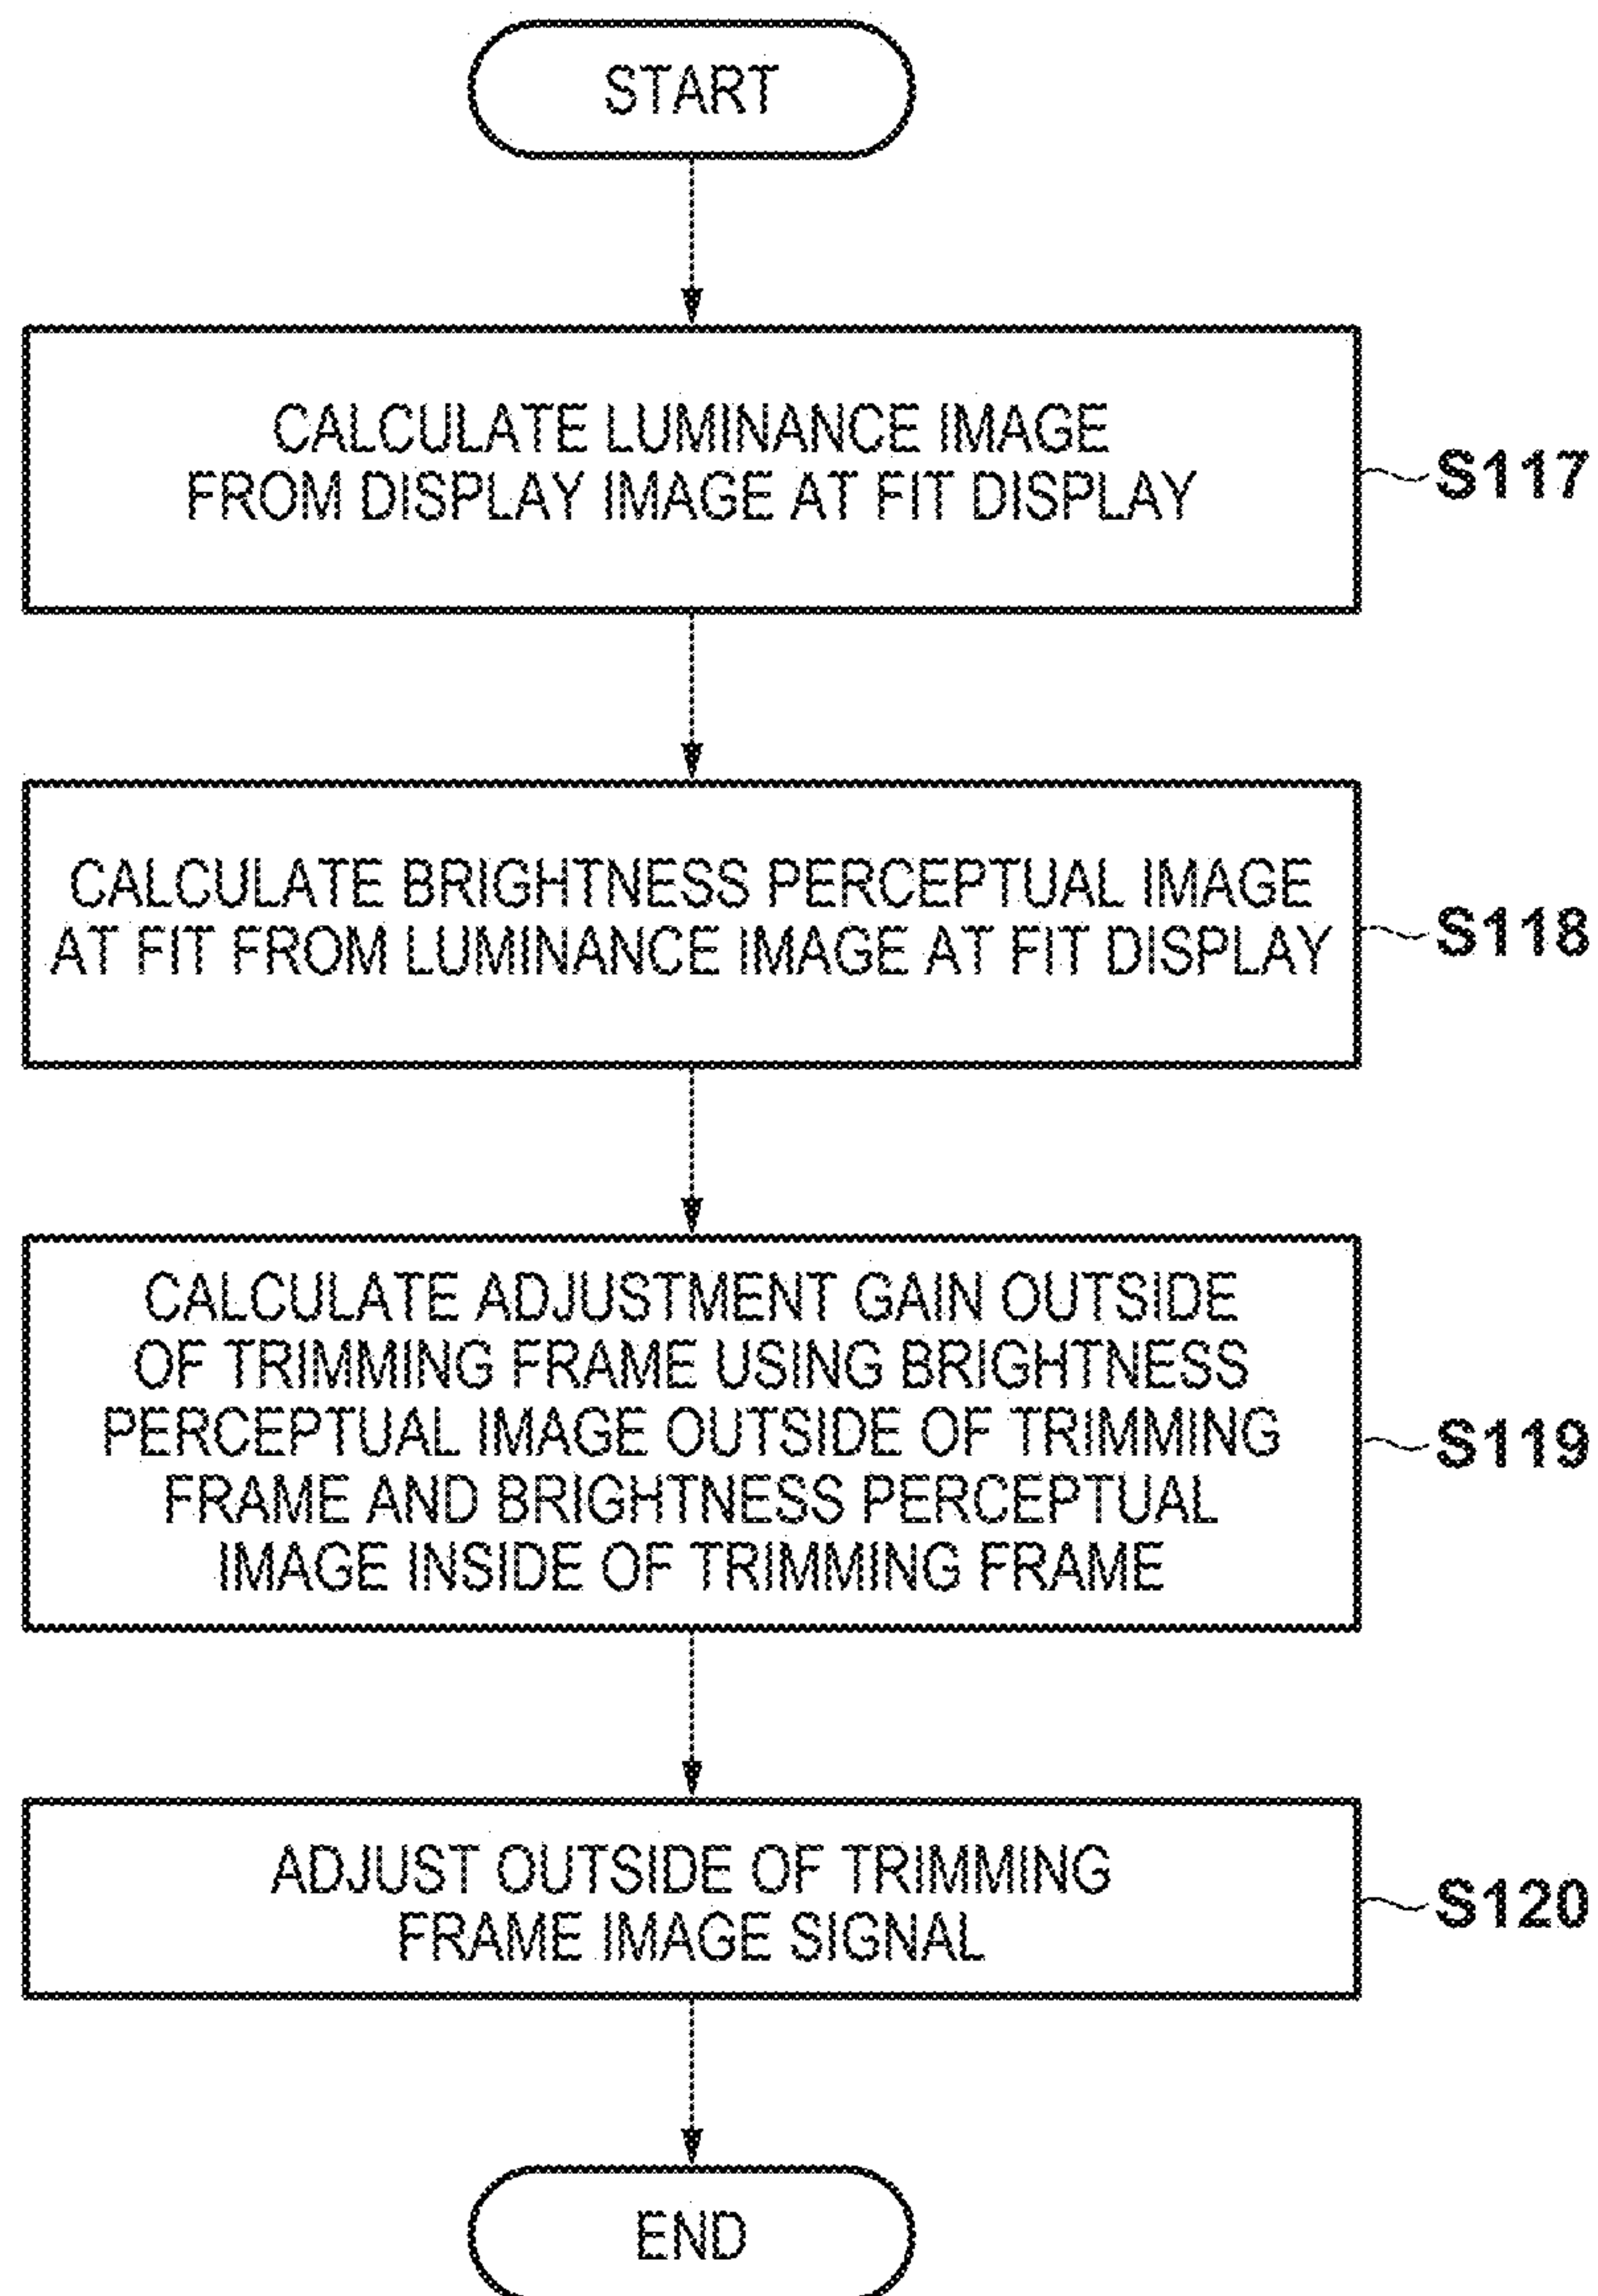 START
CALCULATE LUMINANCE IMAGE
FROM DISPLAY IMAGE AT FIT DISPLAY
S117
CALCULATE BRIGHTNESS PERCEPTUAL IMAGE
AT FIT FROM LUMINANCE IMAGE AT FIT DISPLAY
S118
CALCULATE ADJUSTMENT GAIN OUTSIDE
OF TRIMMING FRAME USING BRIGHTNESS
PERCEPTUAL IMAGE OUTSIDE OF TRIMMING
FRAME AND BRIGHTNESS PERCEPTUAL
IMAGE INSIDE OF TRIMMING FRAME
S119
ADJUST OUTSIDE OF TRIMMING
FRAME IMAGE SIGNAL
S120
END